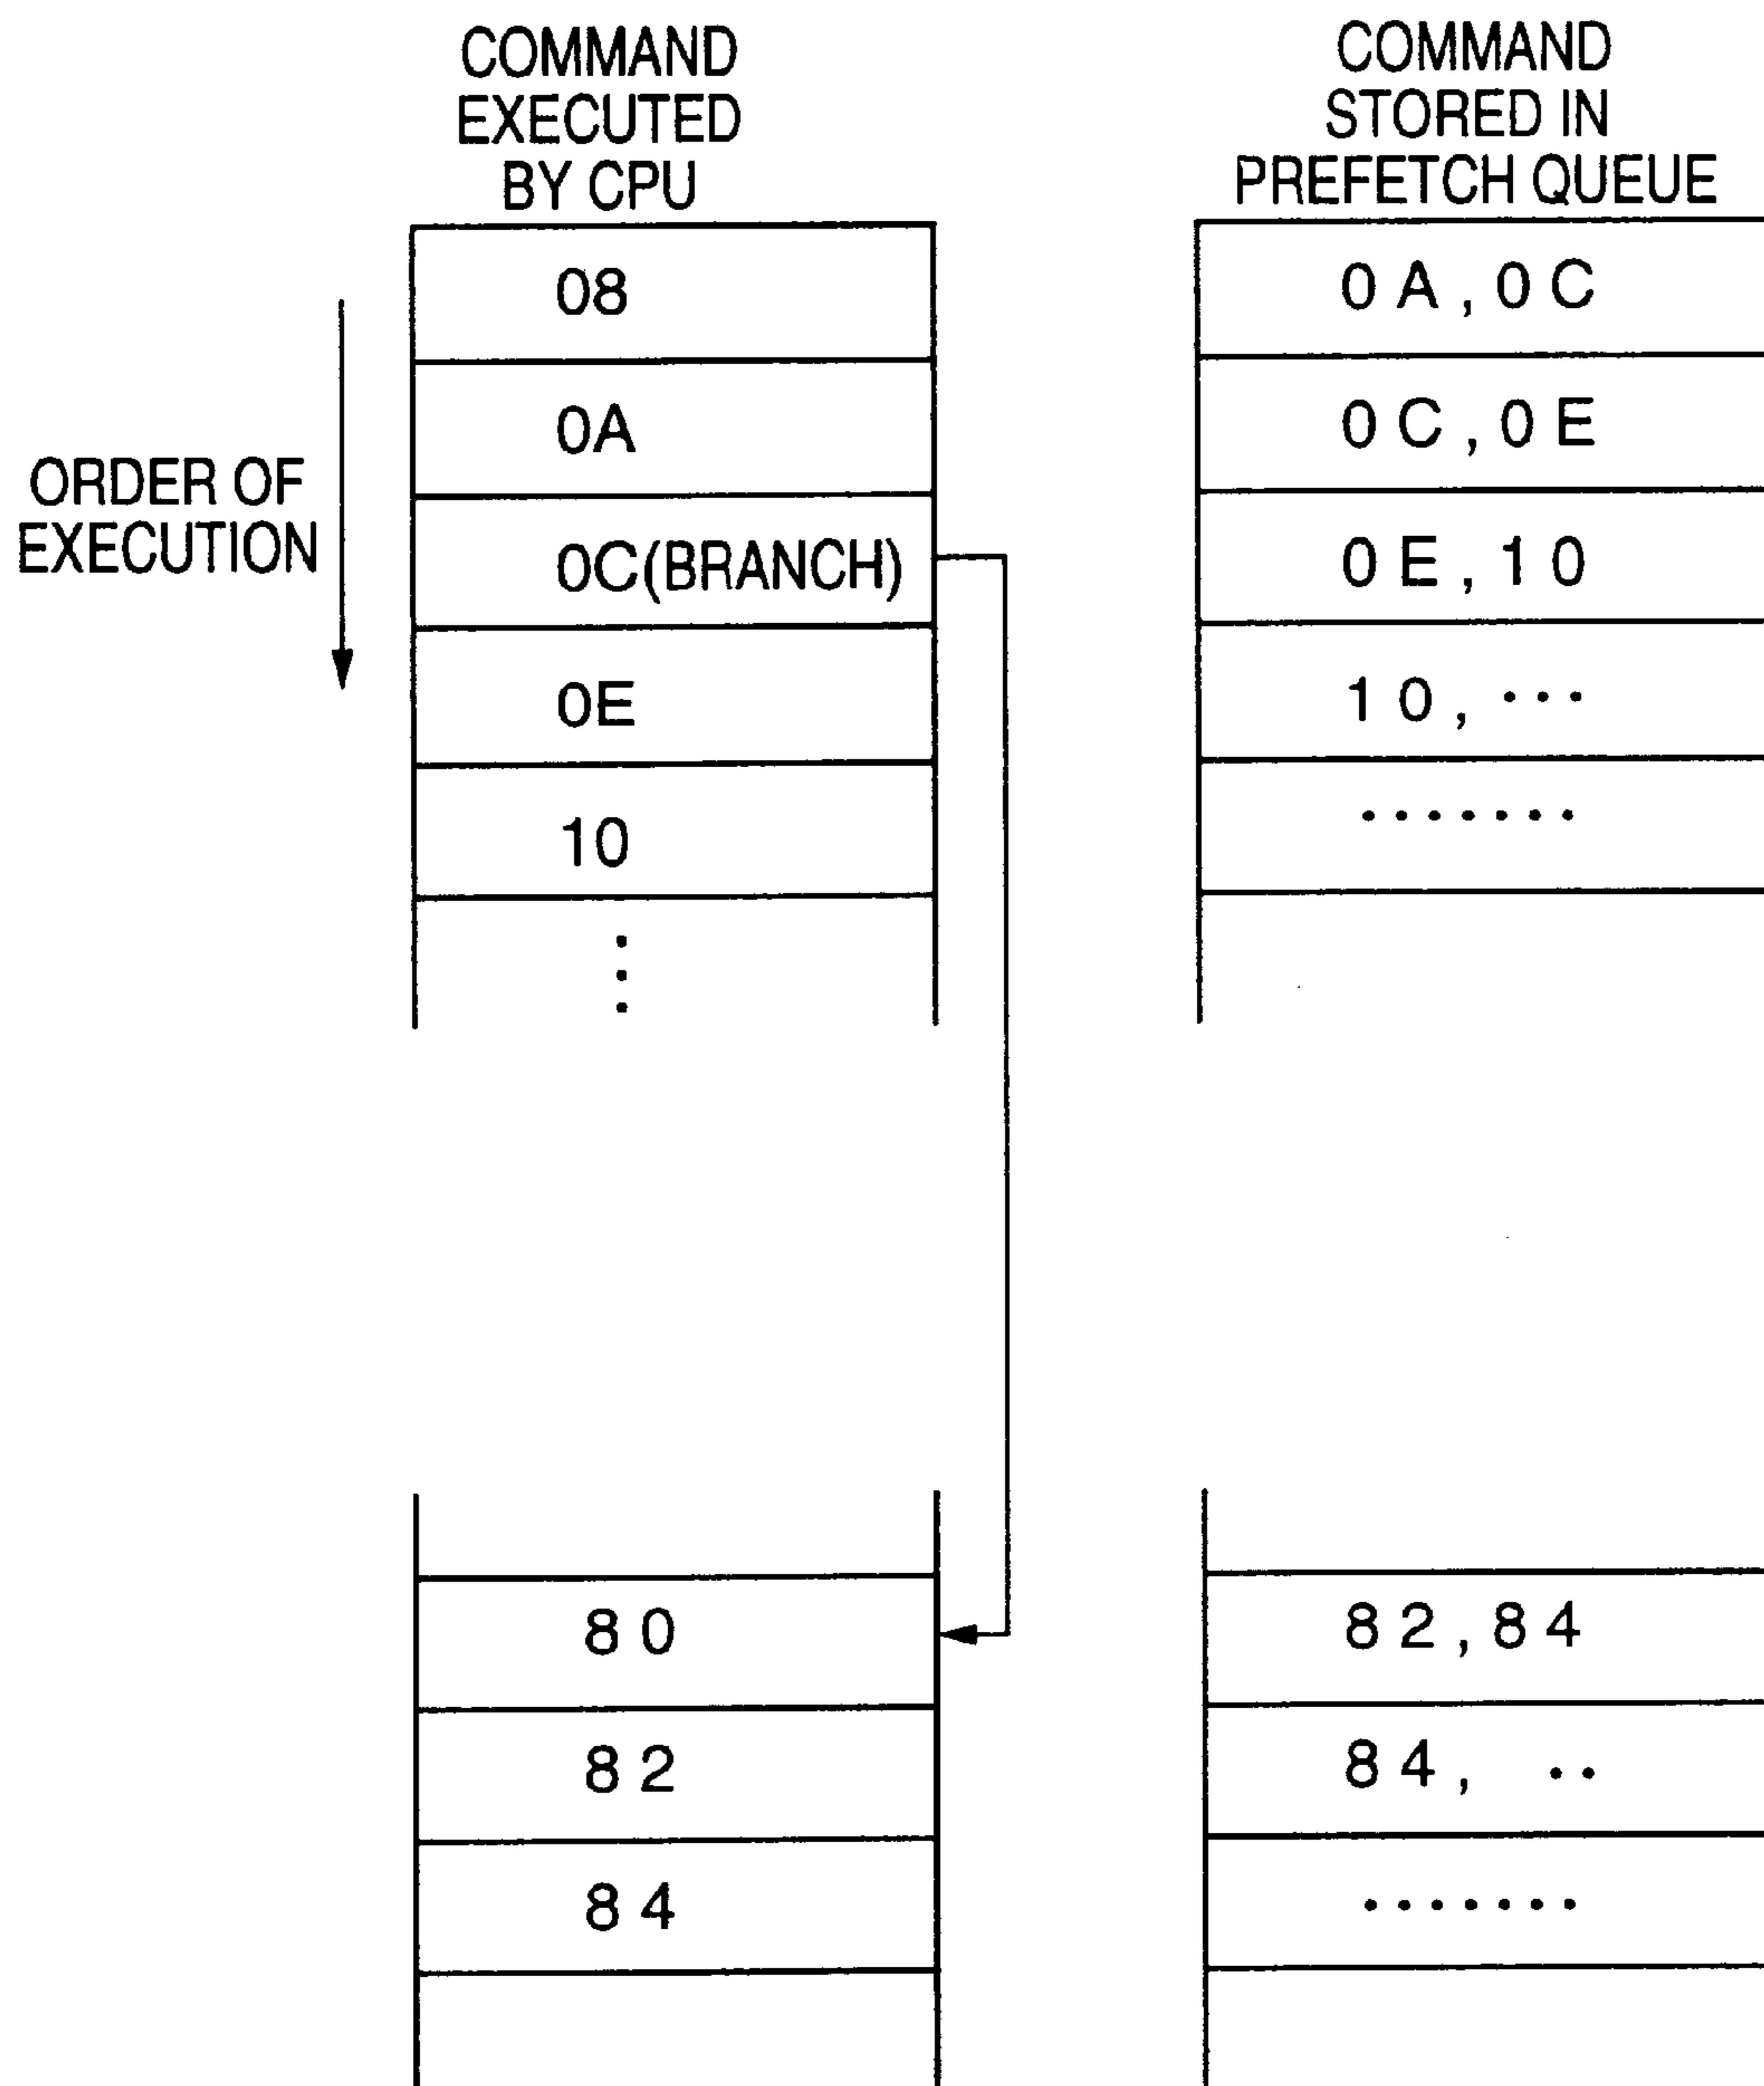 COMMAND
EXECUTED
BY CPU
COMMAND
STORED IN
PREFETCH QUEUE
ORDER OF
EXECUTION
08
0A,0C
0A
0C,0E
0C(BRANCH)
0E,10
0E
10, ···
10
·······
80
82,84
82
84, ··
84
·······